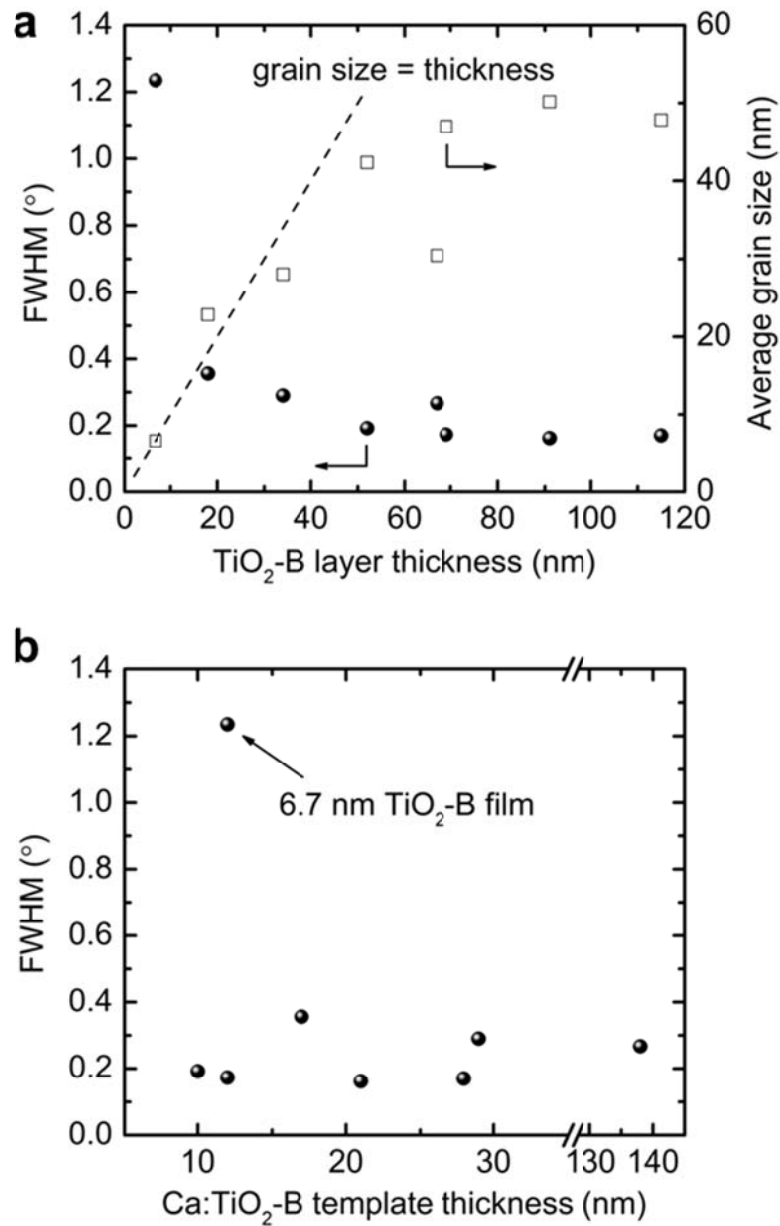 a
1.4
1.2
1.0
0.8
0.6
0.4
0.2
0.0
FWHM (°)
grain size = thickness
60
40
20
0
Average grain size (nm)
0 20 40 60 80 100 120
TiO₂-B layer thickness (nm)
b
1.4
1.2
1.0
0.8
0.6
0.4
0.2
0.0
FWHM (°)
6.7 nm TiO₂-B film
10 20 30 130 140
Ca:TiO₂-B template thickness (nm)